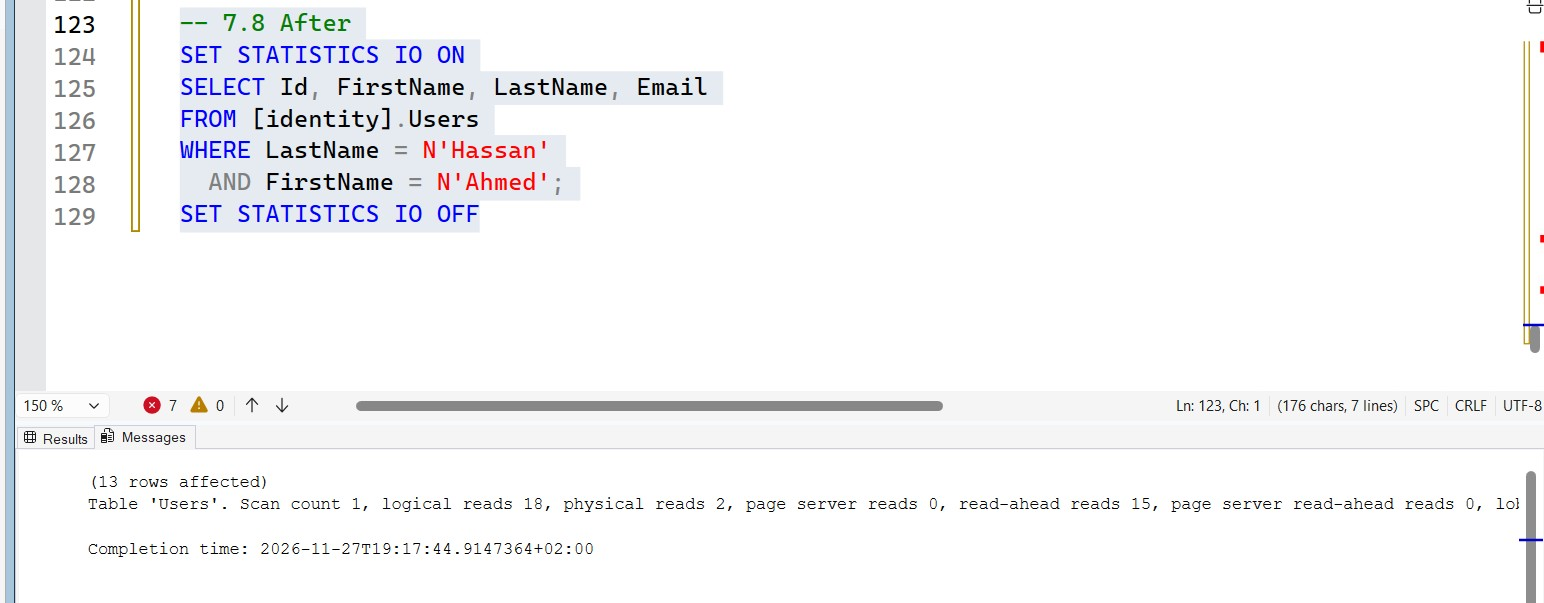 123 -- 7.8 After
124 SET STATISTICS IO ON
125 SELECT Id, FirstName, LastName, Email
126 FROM [identity].Users
127 WHERE LastName = N'Hassan'
128 AND FirstName = N'Ahmed';
129 SET STATISTICS IO OFF
150 % 7 0 Ln: 123, Ch: 1 (176 chars, 7 lines) SPC CRLF UTF-8
Results Messages
(13 rows affected)
Table 'Users'. Scan count 1, logical reads 18, physical reads 2, page server reads 0, read-ahead reads 15, page server read-ahead reads 0, lob
Completion time: 2026-11-27T19:17:44.9147364+02:00